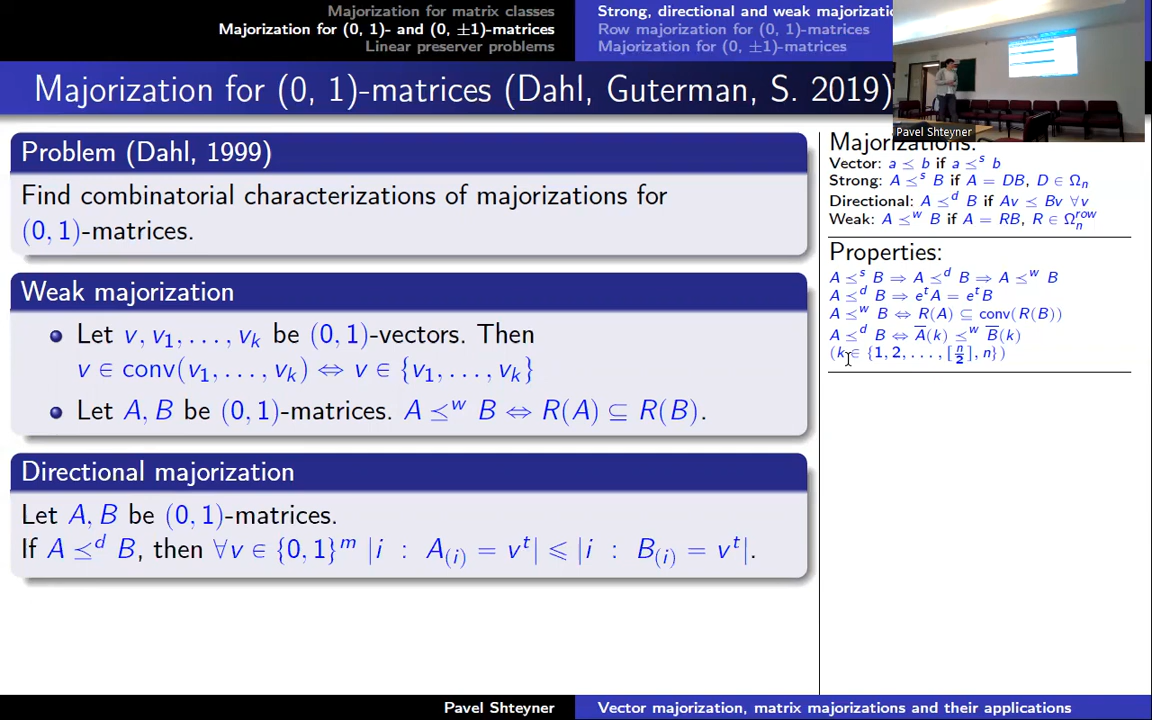 Majorization for matrix classes
Majorization for (0, 1)- and (0, ±1)-matrices
Linear preserver problems
Strong, directional and weak majorizati
Row majorization for (0, 1)-matrices
Majorization for (0, ±1)-matrices
Majorization for (0, 1)-matrices (Dahl, Guterman, S. 2019)
Pavel Shteyner
Problem (Dahl, 1999)
Find combinatorial characterizations of majorizations for
(0, 1)-matrices.
Weak majorization
Let v, v₁, . . . , vₖ be (0, 1)-vectors. Then
v ∈ conv(v₁, . . . , vₖ) ⇔ v ∈ {v₁, . . . , vₖ}
Let A, B be (0, 1)-matrices. A ⪯ʷ B ⇔ R(A) ⊆ R(B).
Directional majorization
Let A, B be (0, 1)-matrices.
If A ⪯ᵈ B, then ∀v ∈ {0, 1}ᵐ |i : A₍ᵢ₎ = vᵗ| ⩽ |i : B₍ᵢ₎ = vᵗ|.
Majorizations:
Vector: a ⪯ b if a ⪯ˢ b
Strong: A ⪯ˢ B if A = DB, D ∈ Ωₙ
Directional: A ⪯ᵈ B if Av ⪯ Bv ∀v
Weak: A ⪯ʷ B if A = RB, R ∈ Ωₙʳᵒʷ
Properties:
A ⪯ˢ B ⇒ A ⪯ᵈ B ⇒ A ⪯ʷ B
A ⪯ᵈ B ⇒ eᵗA = eᵗB
A ⪯ʷ B ⇔ R(A) ⊆ conv(R(B))
A ⪯ᵈ B ⇔ A̅(k) ⪯ʷ B̅(k)
(k ∈ {1, 2, . . . , [n/2], n})
Pavel Shteyner
Vector majorization, matrix majorizations and their applications